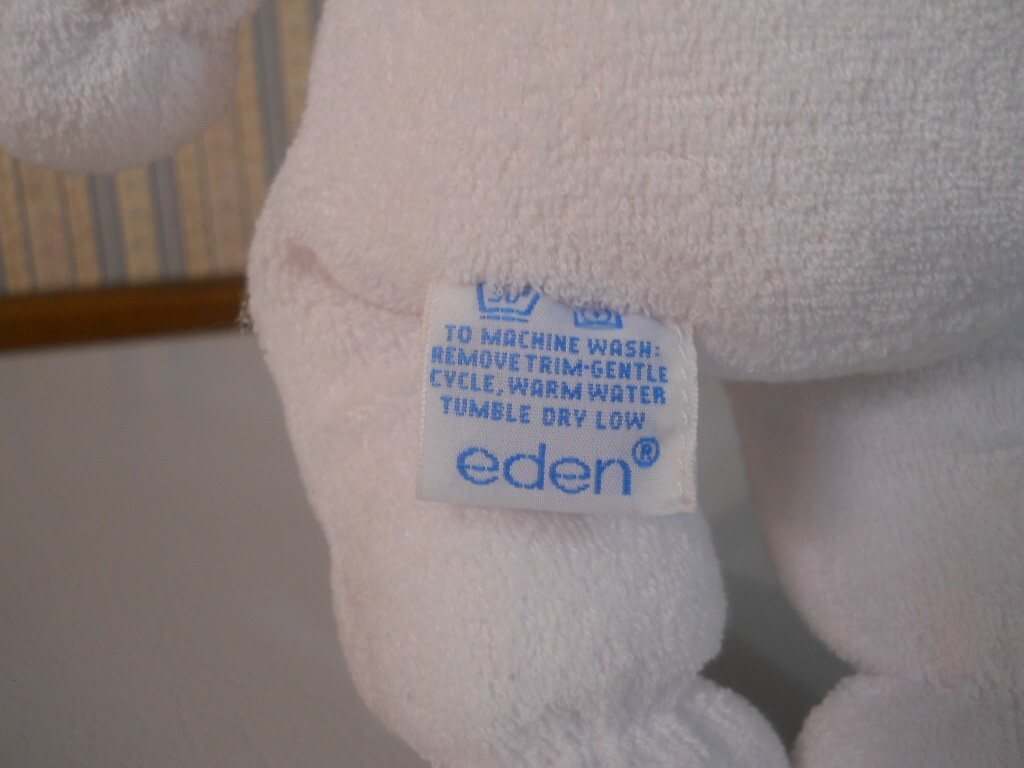 TO MACHINE WASH:
REMOVE TRIM-GENTLE
CYCLE, WARM WATER
TUMBLE DRY LOW
eden®